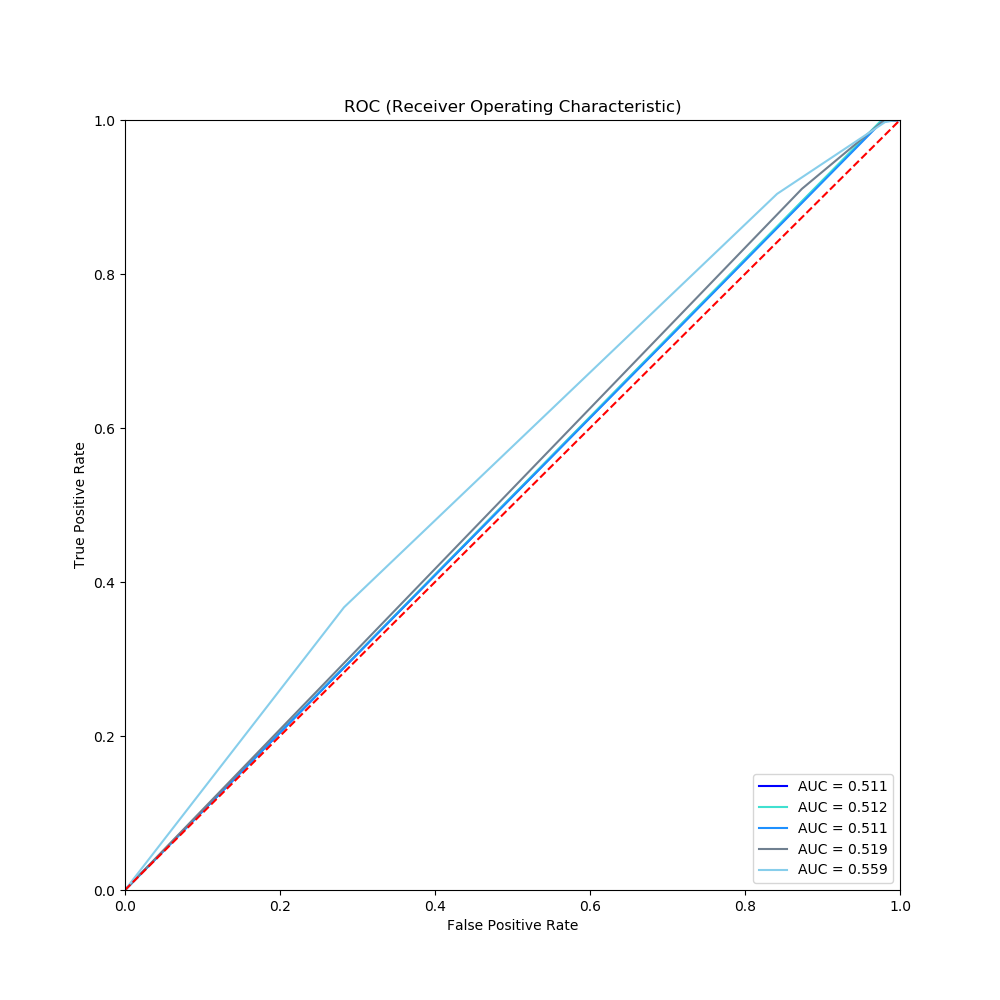 ROC (Receiver Operating Characteristic)
1.0
0.8
0.6
0.4
0.2
0.0
True Positive Rate
AUC = 0.511
AUC = 0.512
AUC = 0.511
AUC = 0.519
AUC = 0.559
0.0 0.2 0.4 0.6 0.8 1.0
False Positive Rate